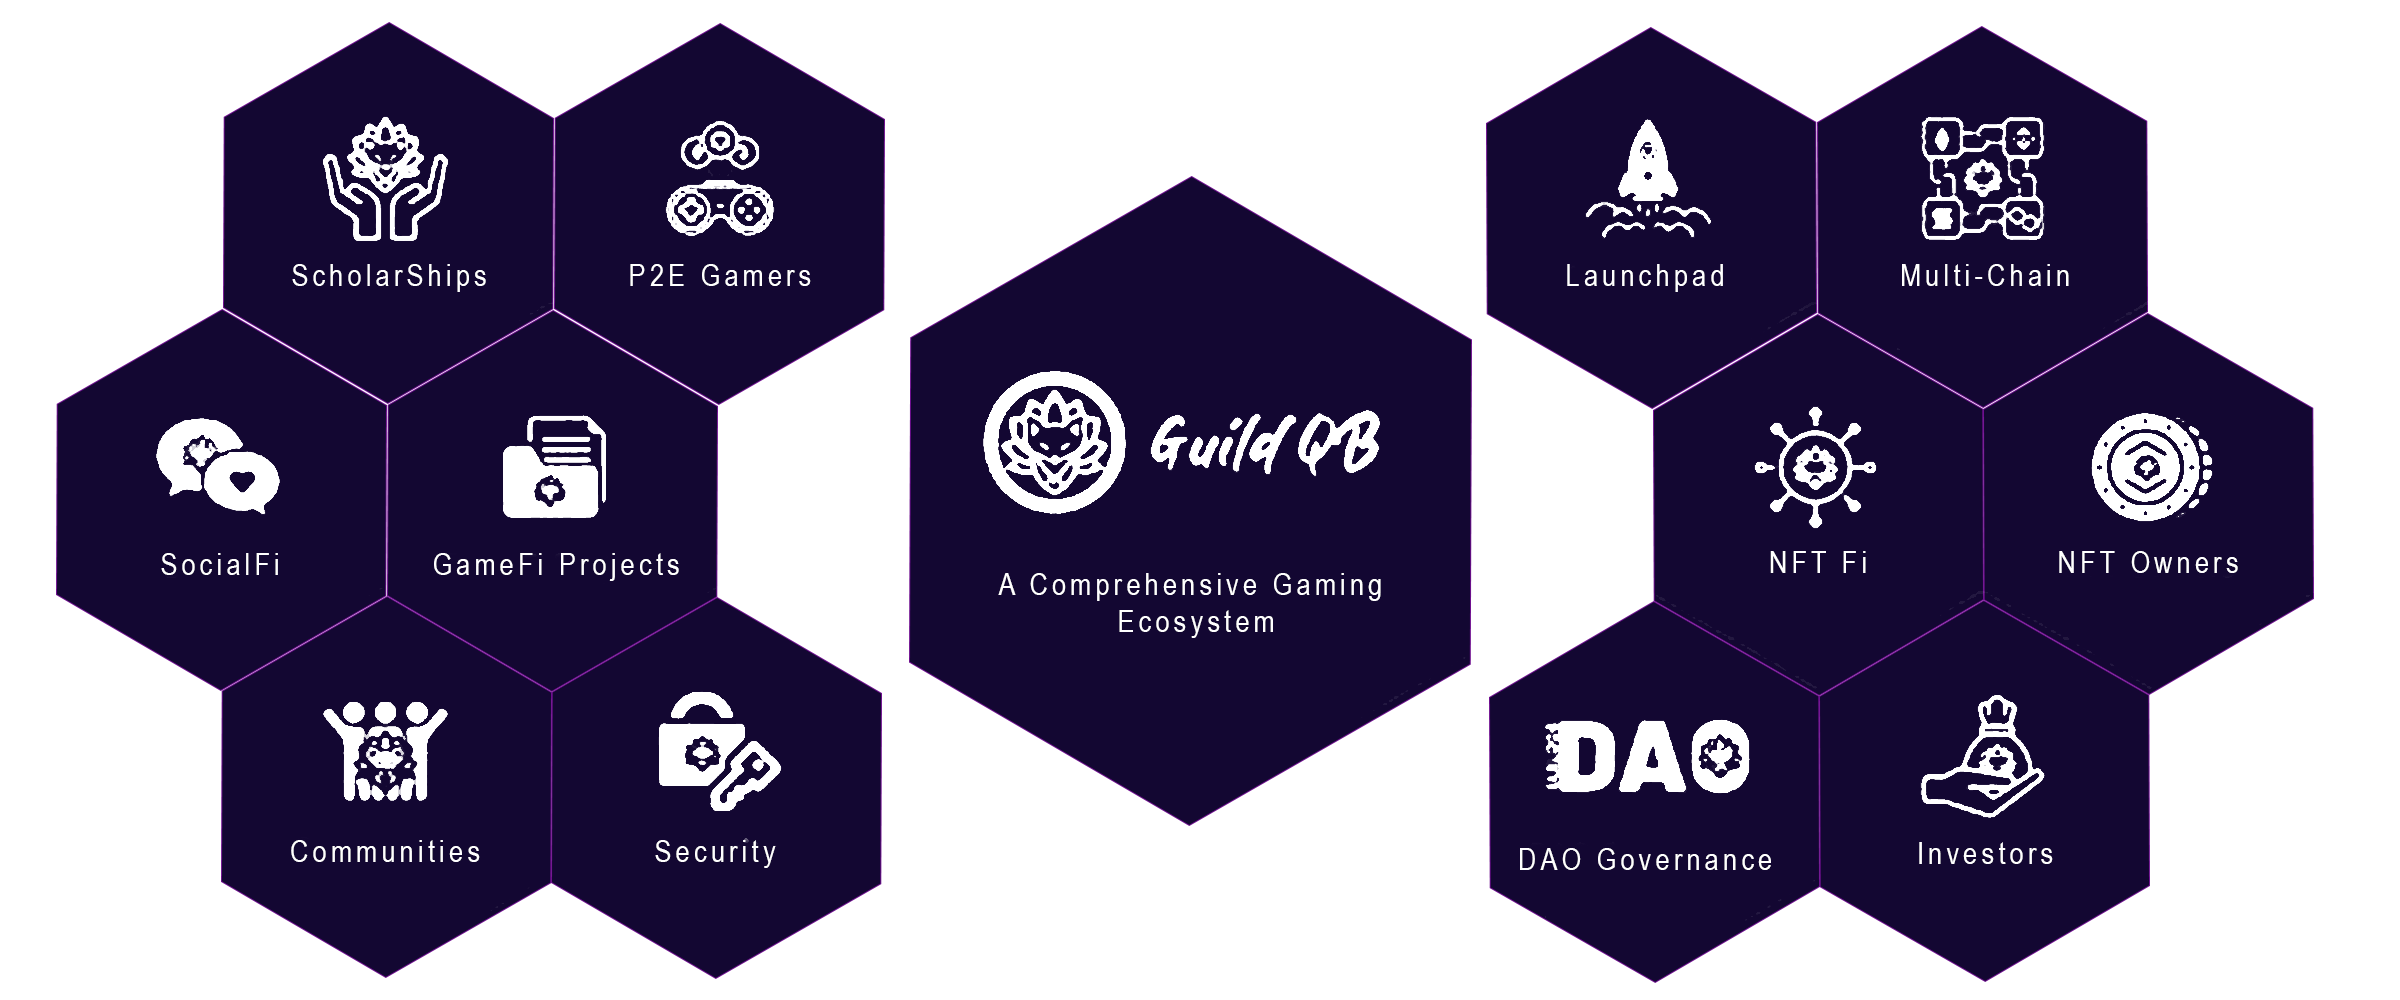 ScholarShips
P2E Gamers
SocialFi
GameFi Projects
Communities
Security
Guild QB
A Comprehensive Gaming
Ecosystem
Launchpad
Multi-Chain
NFT Fi
NFT Owners
DAO
DAO Governance
Investors